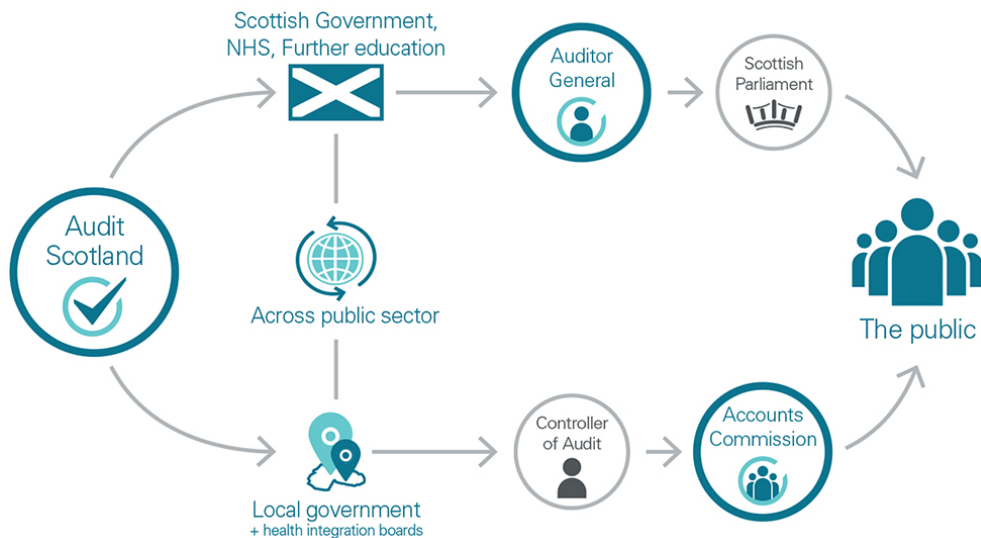 Scottish Government,
NHS, Further education
Auditor
General
Scottish
Parliament
Audit
Scotland
Across public sector
The public
Controller
of Audit
Accounts
Commission
Local government
+ health integration boards